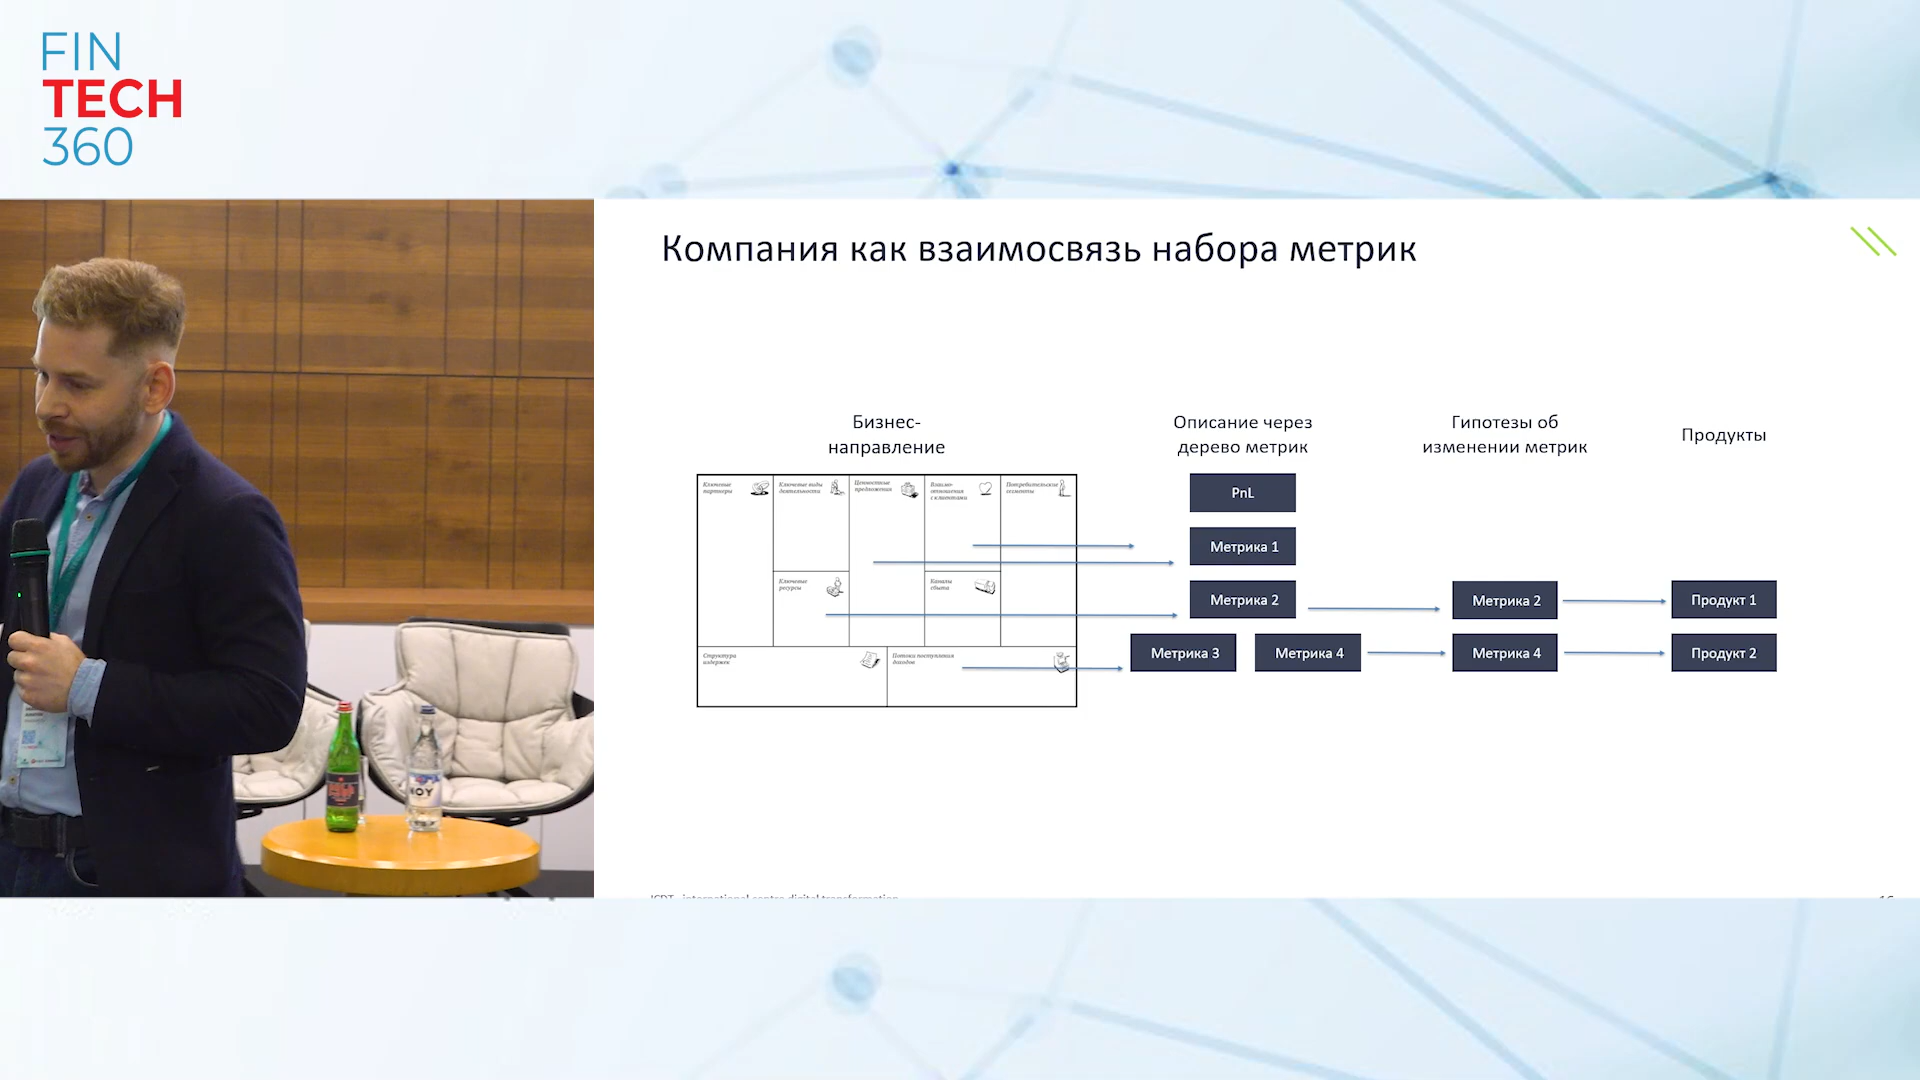 FIN
TECH
360
Компания как взаимосвязь набора метрик
Бизнес-
направление
Описание через
дерево метрик
Гипотезы об
изменении метрик
Продукты
Ключевые
партнеры
Ключевые виды
деятельности
Ценностные
предложения
Взаимо-
отношения
с клиентами
Потребительские
сегменты
Ключевые
ресурсы
Каналы
сбыта
Структура
издержек
Потоки поступления
доходов
PnL
Метрика 1
Метрика 2
Метрика 3
Метрика 4
Метрика 2
Метрика 4
Продукт 1
Продукт 2
NOY